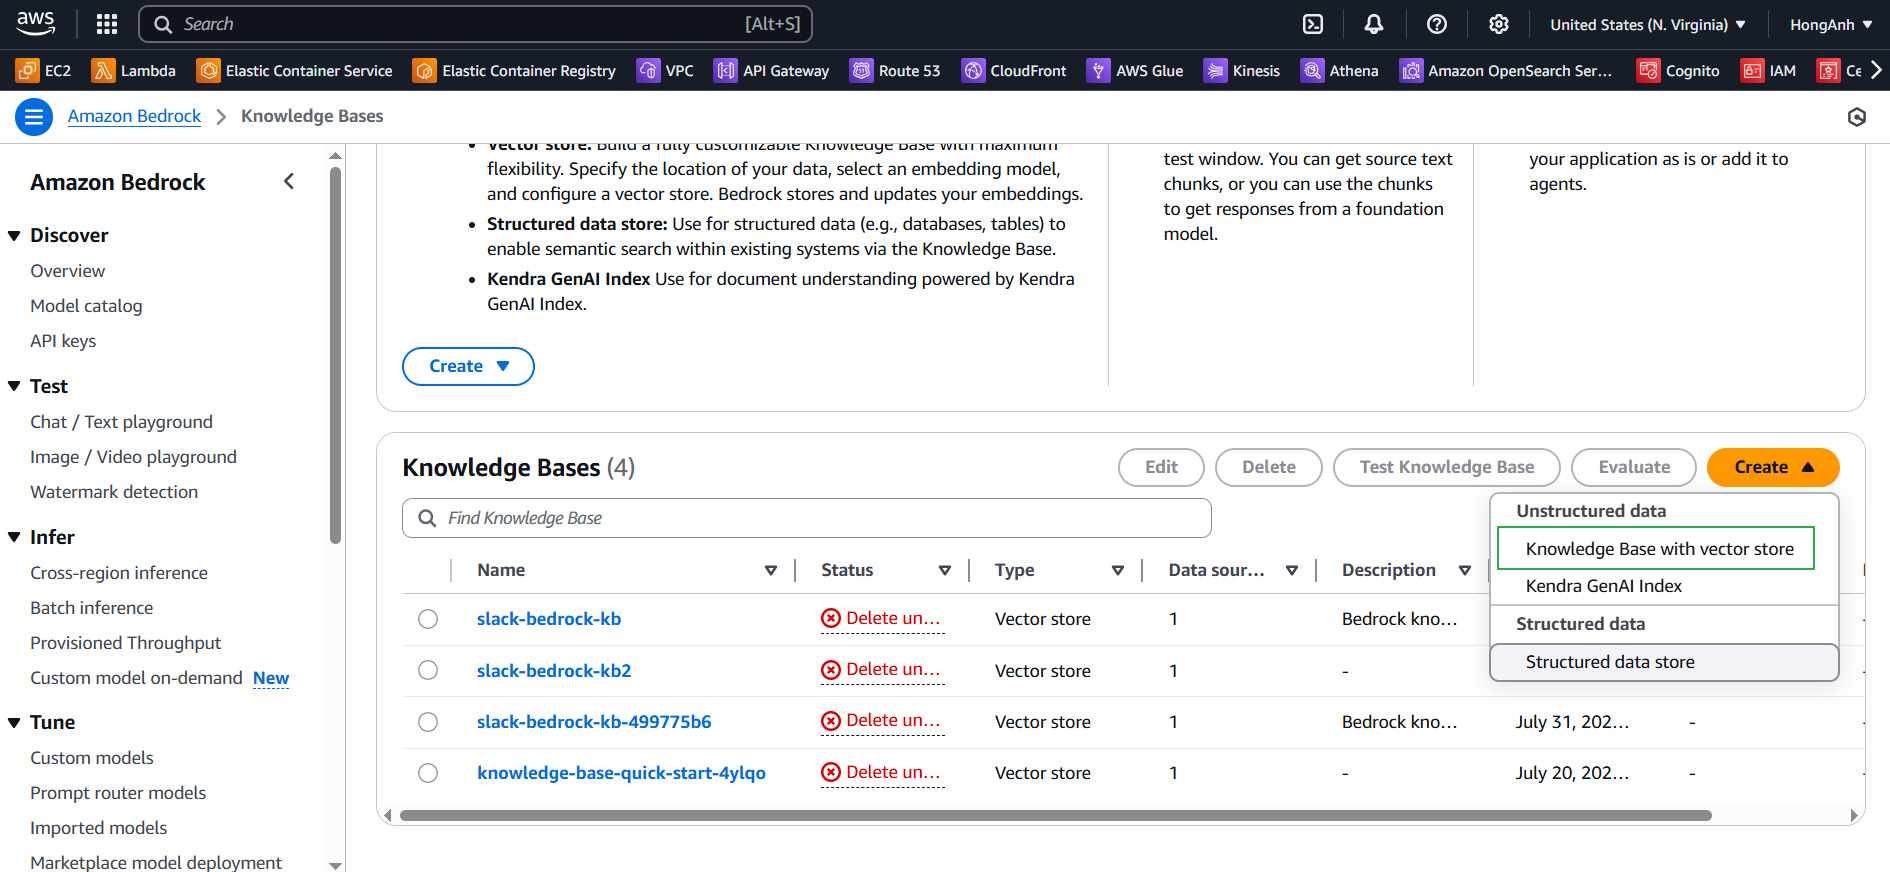 aws
Search
[Alt+S]
United States (N. Virginia)
HongAnh
EC2
Lambda
Elastic Container Service
Elastic Container Registry
VPC
API Gateway
Route 53
CloudFront
AWS Glue
Kinesis
Athena
Amazon OpenSearch Ser...
Cognito
IAM
Ce
Amazon Bedrock
Knowledge Bases
Amazon Bedrock
Discover
Overview
Model catalog
API keys
Test
Chat / Text playground
Image / Video playground
Watermark detection
Infer
Cross-region inference
Batch inference
Provisioned Throughput
Custom model on-demand New
Tune
Custom models
Prompt router models
Imported models
Marketplace model deployment
Vector store: Build a fully customizable Knowledge Base with maximum
flexibility. Specify the location of your data, select an embedding model,
and configure a vector store. Bedrock stores and updates your embeddings.
Structured data store: Use for structured data (e.g., databases, tables) to
enable semantic search within existing systems via the Knowledge Base.
Kendra GenAI Index Use for document understanding powered by Kendra
GenAI Index.
Create
test window. You can get source text
chunks, or you can use the chunks
to get responses from a foundation
model.
your application as is or add it to
agents.
Knowledge Bases (4)
Edit
Delete
Test Knowledge Base
Evaluate
Create
Find Knowledge Base
Unstructured data
Knowledge Base with vector store
Kendra GenAI Index
Structured data
Structured data store
Name
Status
Type
Data sour...
Description
slack-bedrock-kb
Delete un...
Vector store
1
Bedrock kno...
slack-bedrock-kb2
Delete un...
Vector store
1
-
slack-bedrock-kb-499775b6
Delete un...
Vector store
1
Bedrock kno...
July 31, 202...
-
knowledge-base-quick-start-4ylqo
Delete un...
Vector store
1
-
July 20, 202...
-